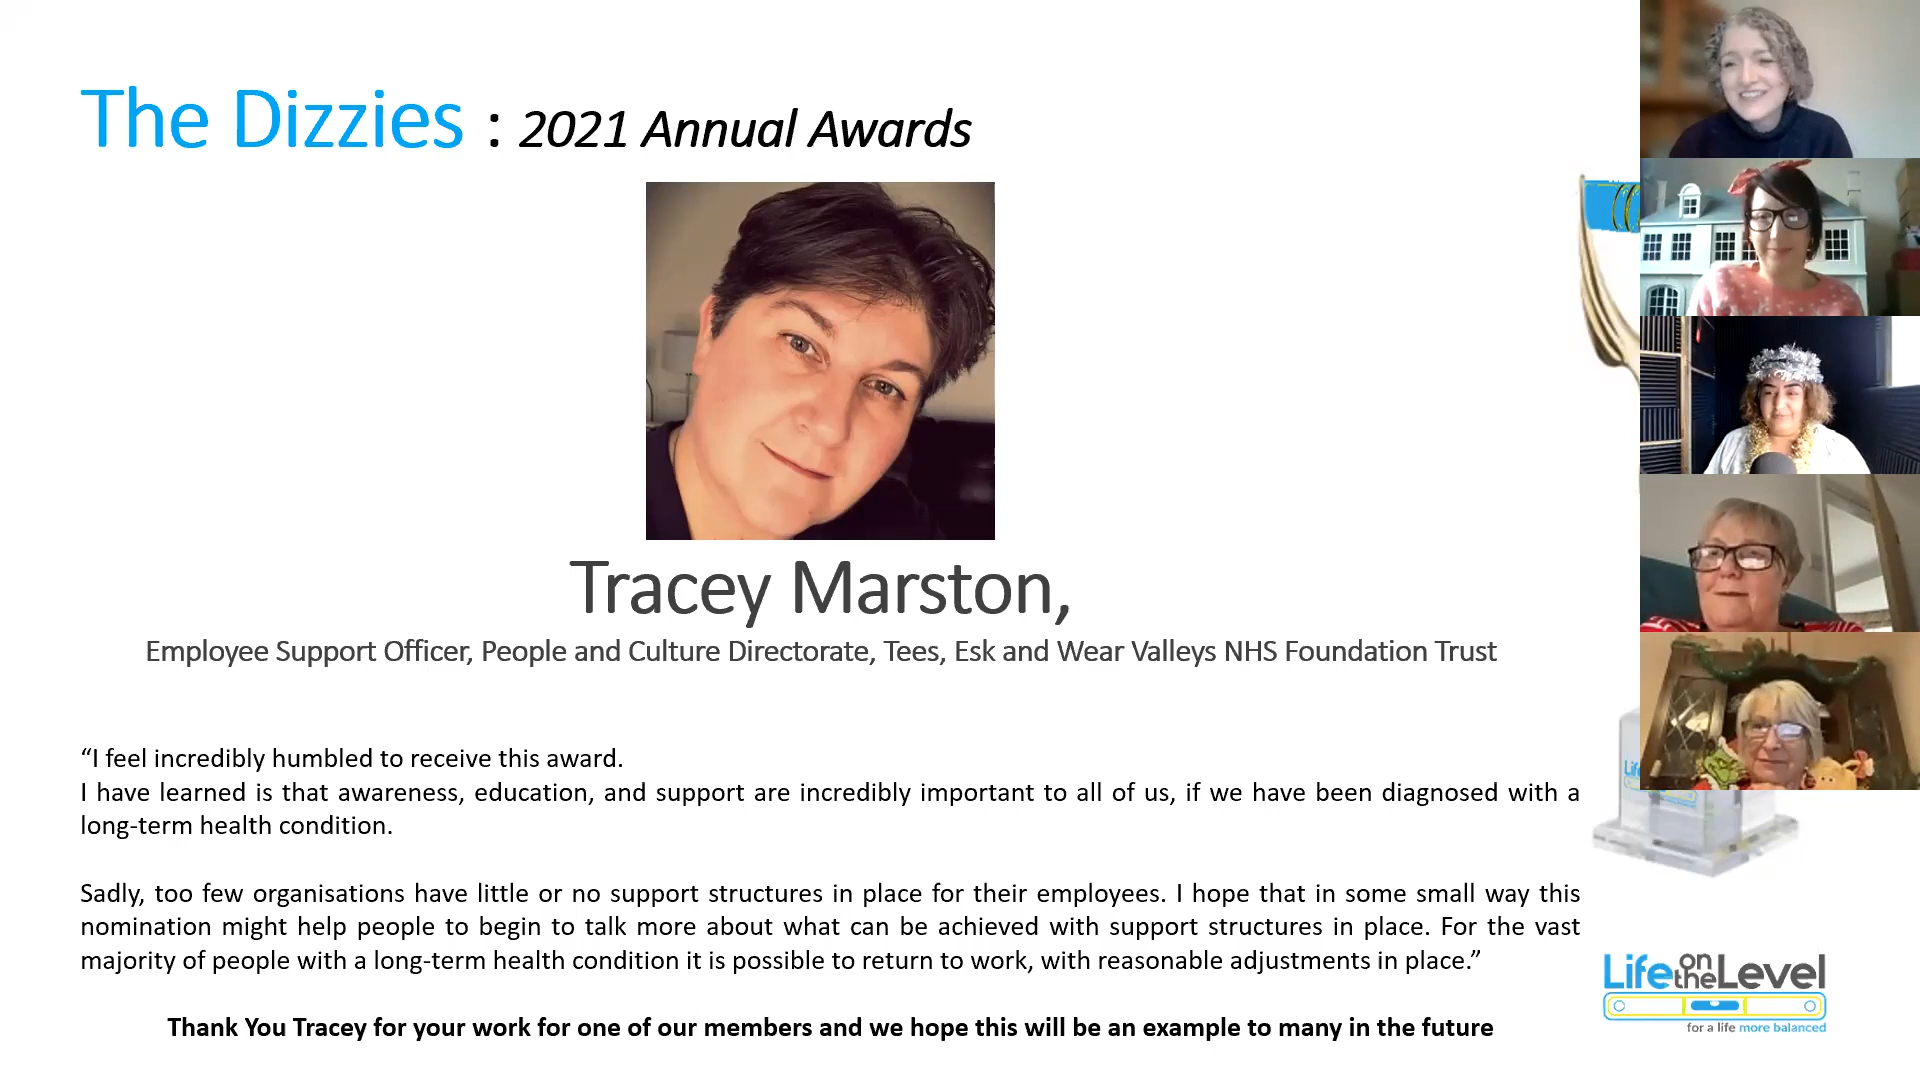 The Dizzies : 2021 Annual Awards
Tracey Marston,
Employee Support Officer, People and Culture Directorate, Tees, Esk and Wear Valleys NHS Foundation Trust
“I feel incredibly humbled to receive this award.
I have learned is that awareness, education, and support are incredibly important to all of us, if we have been diagnosed with a
long-term health condition.
Sadly, too few organisations have little or no support structures in place for their employees. I hope that in some small way this
nomination might help people to begin to talk more about what can be achieved with support structures in place. For the vast
majority of people with a long-term health condition it is possible to return to work, with reasonable adjustments in place.”
Thank You Tracey for your work for one of our members and we hope this will be an example to many in the future
Life on the Level
for a life more balanced